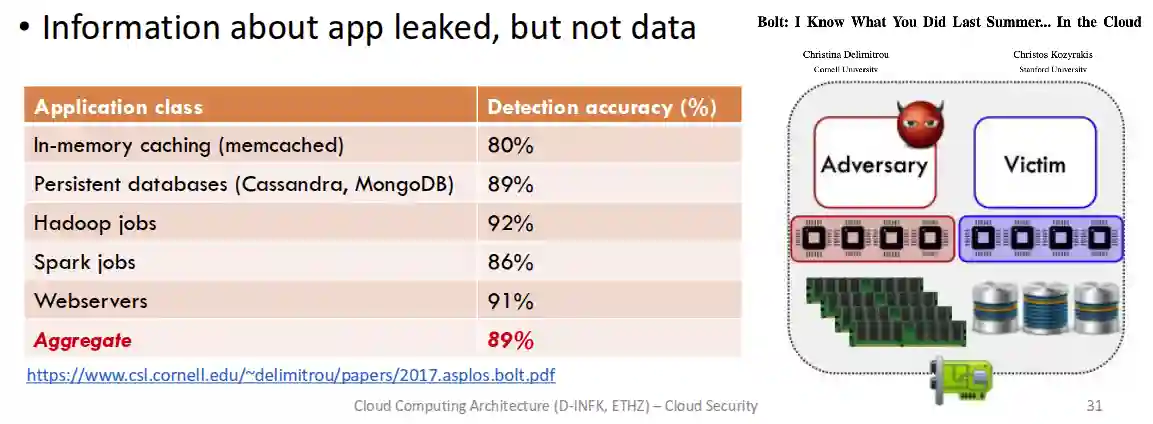 • Information about app leaked, but not data
Application class Detection accuracy (%)
In-memory caching (memcached) 80%
Persistent databases (Cassandra, MongoDB) 89%
Hadoop jobs 92%
Spark jobs 86%
Webservers 91%
Aggregate 89%
https://www.csl.cornell.edu/~delimitrou/papers/2017.asplos.bolt.pdf
Bolt: I Know What You Did Last Summer... In the Cloud
Christina Delimitrou Christos Kozyrakis
Cornell University Stanford University
Adversary Victim
Cloud Computing Architecture (D-INFK, ETHZ) – Cloud Security 31